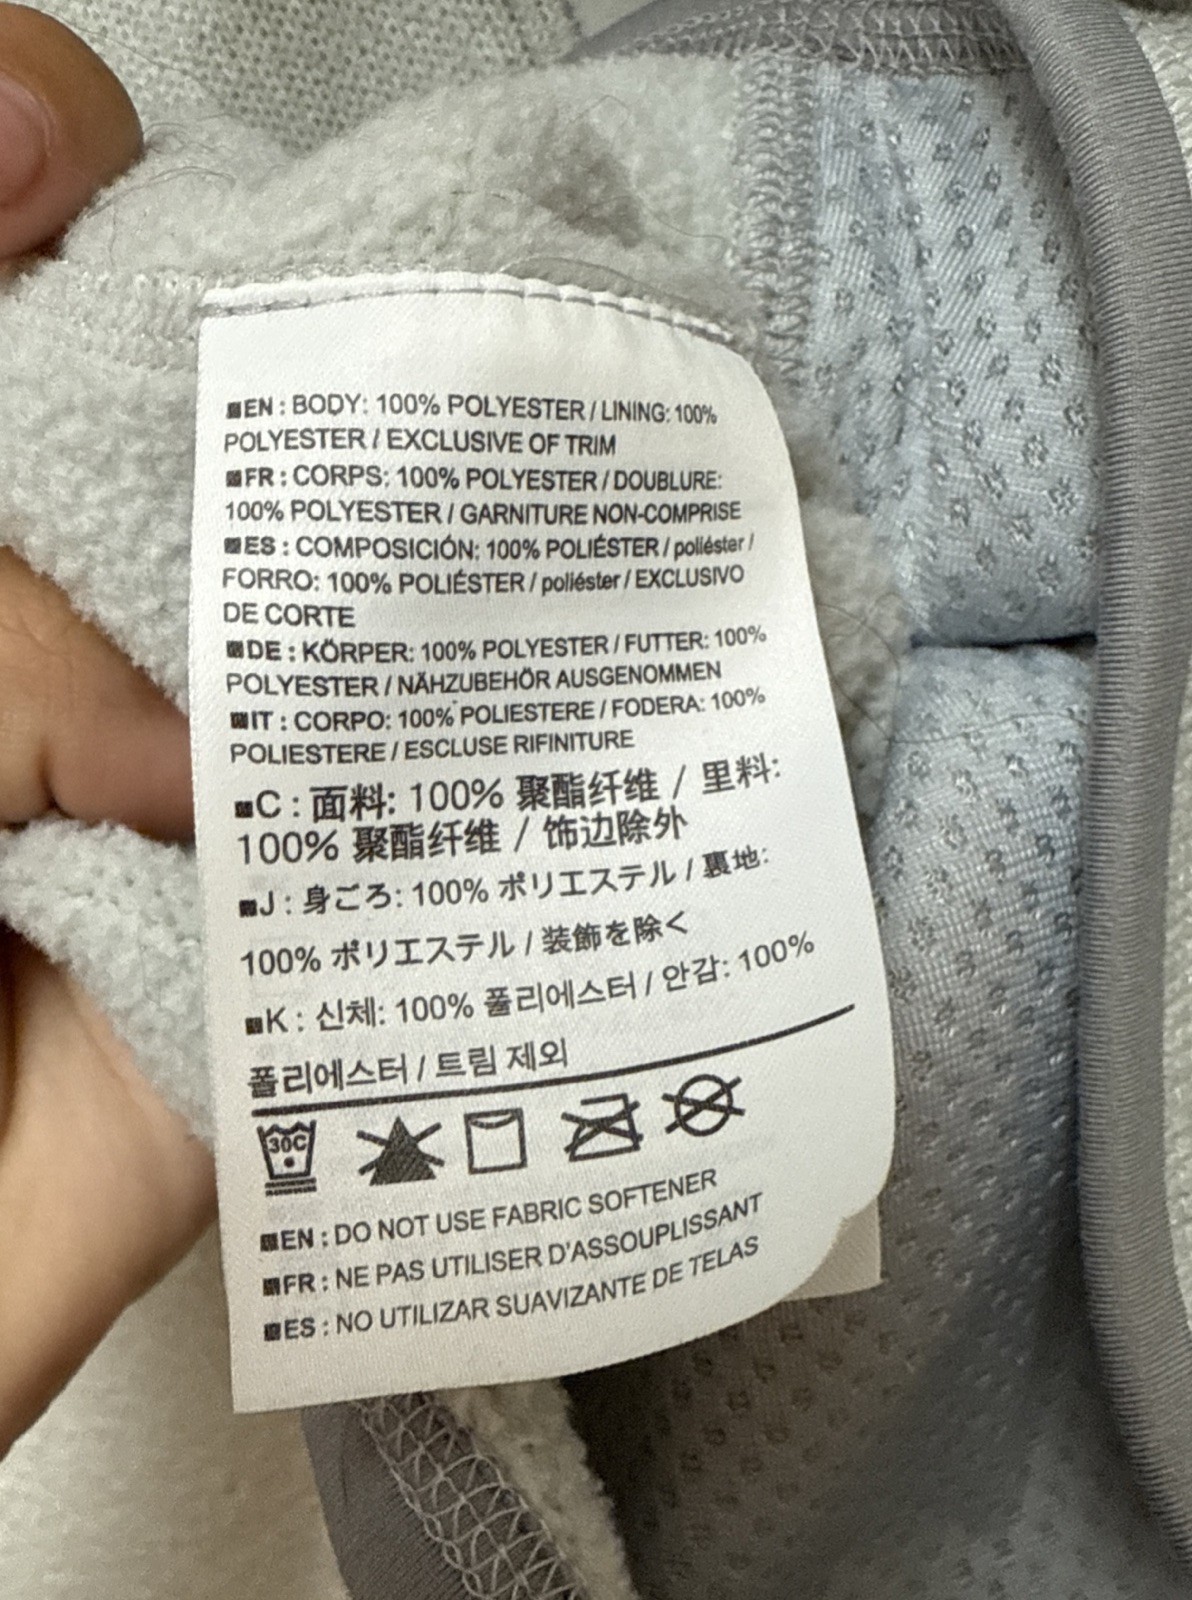 EN : BODY: 100% POLYESTER / LINING: 100%
POLYESTER / EXCLUSIVE OF TRIM
FR : CORPS: 100% POLYESTER / DOUBLURE:
100% POLYESTER / GARNITURE NON-COMPRISE
ES : COMPOSICIÓN: 100% POLIÉSTER / poliéster /
FORRO: 100% POLIÉSTER / poliéster / EXCLUSIVO
DE CORTE
DE : KÖRPER: 100% POLYESTER / FUTTER: 100%
POLYESTER / NÄHZUBEHÖR AUSGENOMMEN
IT : CORPO: 100% POLIESTERE / FODERA: 100%
POLIESTERE / ESCLUSE RIFINITURE
C : 面料: 100% 聚酯纤维 / 里料:
100% 聚酯纤维 / 饰边除外
J : 身ごろ: 100% ポリエステル / 裏地:
100% ポリエステル / 装飾を除く
K : 신체: 100% 폴리에스터 / 안감: 100%
폴리에스터 / 트림 제외
30C
EN : DO NOT USE FABRIC SOFTENER
FR : NE PAS UTILISER D'ASSOUPLISSANT
ES : NO UTILIZAR SUAVIZANTE DE TELAS